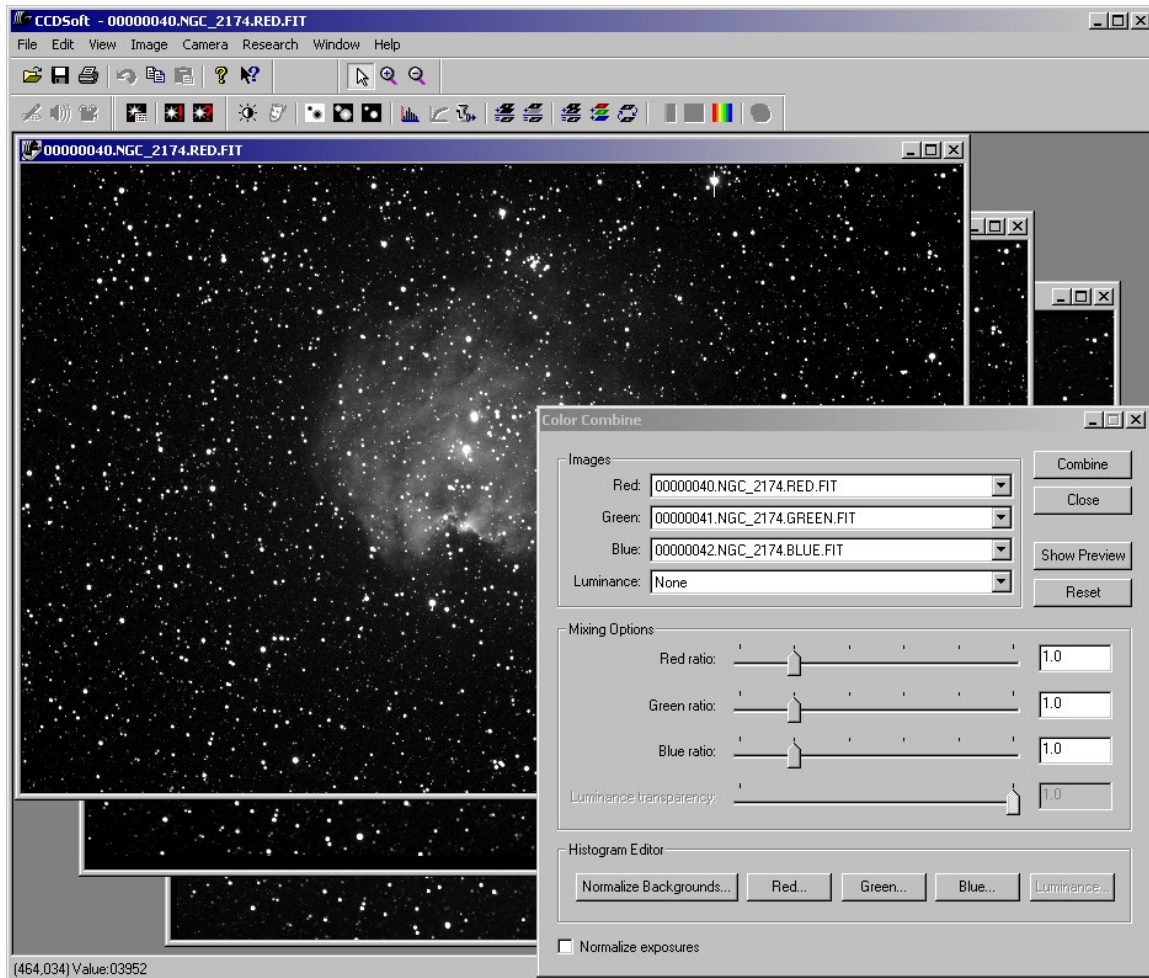 CCDSoft - 00000040.NGC_2174.RED.FIT
File Edit View Image Camera Research Window Help
00000040.NGC_2174.RED.FIT
Color Combine
Images
Red: 00000040.NGC_2174.RED.FIT
Green: 00000041.NGC_2174.GREEN.FIT
Blue: 00000042.NGC_2174.BLUE.FIT
Luminance: None
Combine
Close
Show Preview
Reset
Mixing Options
Red ratio: 1.0
Green ratio: 1.0
Blue ratio: 1.0
Luminance transparency: 1.0
Histogram Editor
Normalize Backgrounds... Red... Green... Blue... Luminance...
Normalize exposures
(464,034) Value:03952